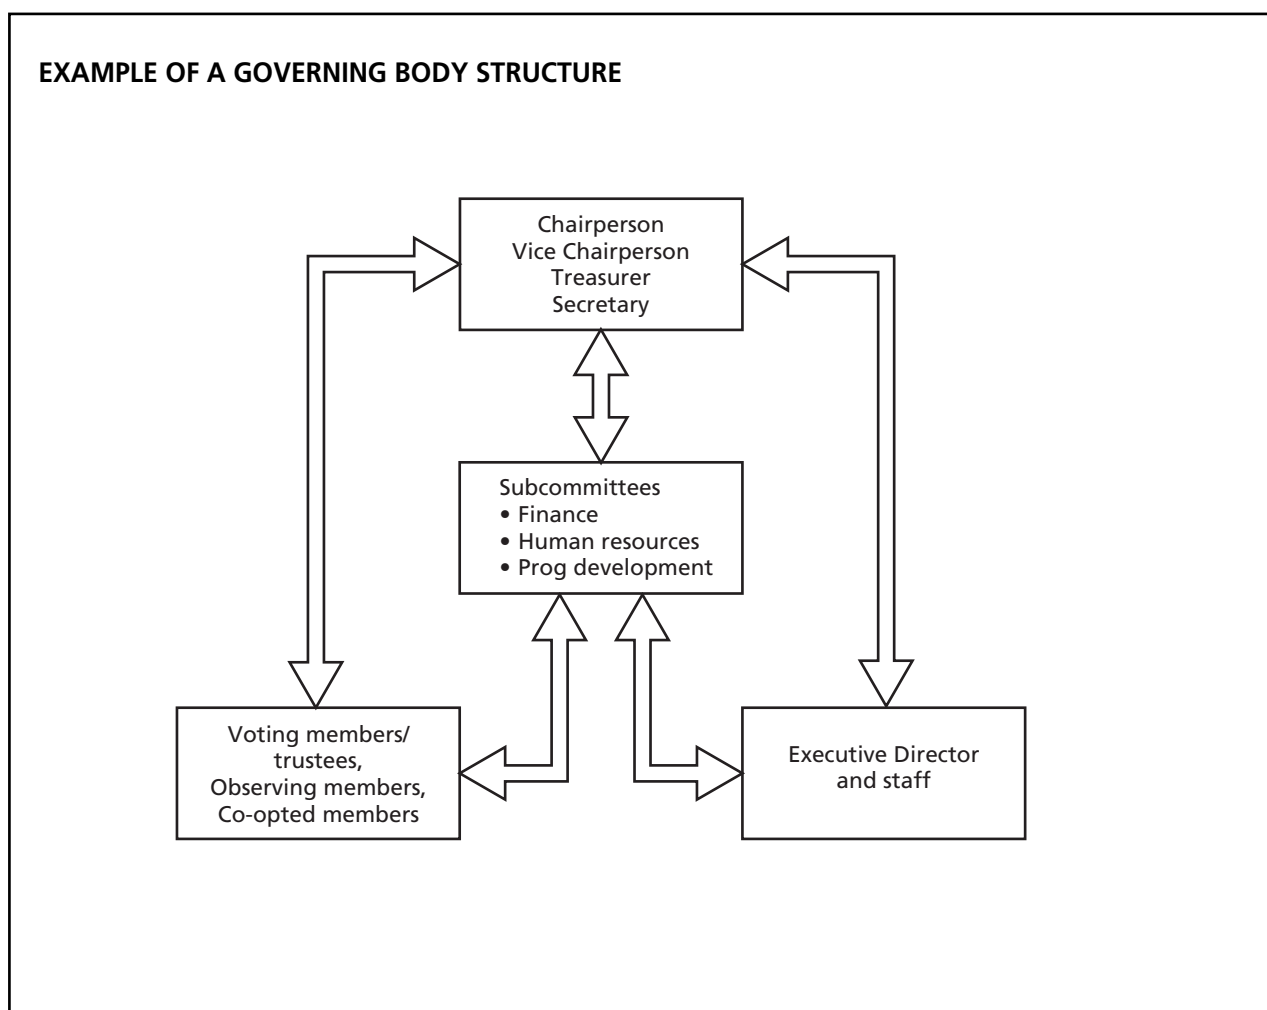 EXAMPLE OF A GOVERNING BODY STRUCTURE
Chairperson
Vice Chairperson
Treasurer
Secretary
Subcommittees
• Finance
• Human resources
• Prog development
Voting members/
trustees,
Observing members,
Co-opted members
Executive Director
and staff